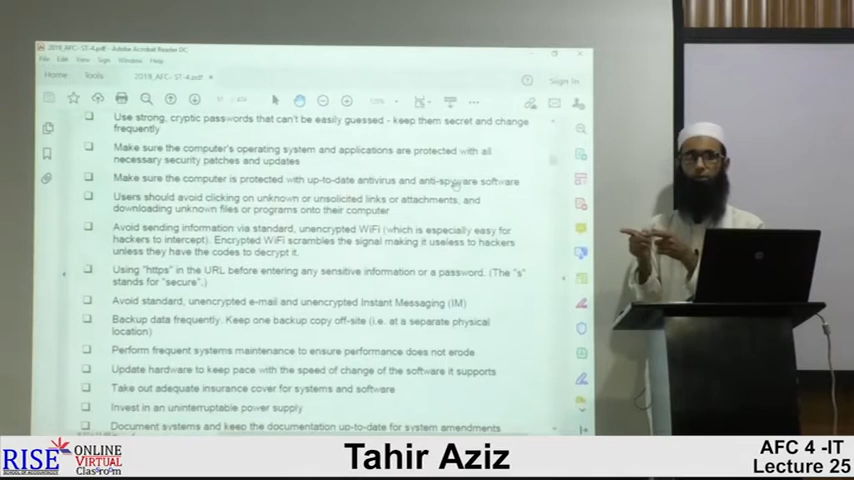 2019_AFC- ST-4.pdf - Adobe Acrobat Reader DC
File Edit View Sign Window Help
Home Tools 2019_AFC- ST-4.pdf × Sign In
Use strong, cryptic passwords that can't be easily guessed - keep them secret and change
frequently
Make sure the computer's operating system and applications are protected with all
necessary security patches and updates
Make sure the computer is protected with up-to-date antivirus and anti-spyware software
Users should avoid clicking on unknown or unsolicited links or attachments, and
downloading unknown files or programs onto their computer
Avoid sending information via standard, unencrypted WiFi (which is especially easy for
hackers to intercept). Encrypted WiFi scrambles the signal making it useless to hackers
unless they have the codes to decrypt it.
Using "https" in the URL before entering any sensitive information or a password. (The "s"
stands for "secure".)
Avoid standard, unencrypted e-mail and unencrypted Instant Messaging (IM)
Backup data frequently. Keep one backup copy off-site (i.e. at a separate physical
location)
Perform frequent systems maintenance to ensure performance does not erode
Update hardware to keep pace with the speed of change of the software it supports
Take out adequate insurance cover for systems and software
Invest in an uninterruptable power supply
Document systems and keep the documentation up-to-date for system amendments
hp
RISE
SCHOOL OF ACCOUNTANCY
ONLINE
VIRTUAL
Classroom
Tahir Aziz
AFC 4 -IT
Lecture 25